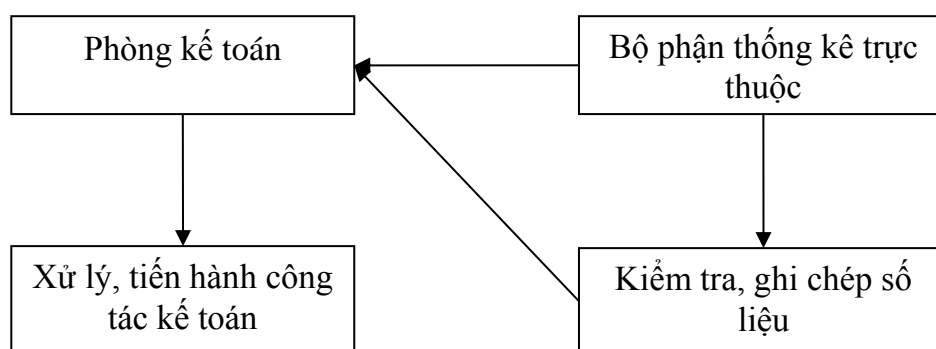 Phòng kế toán
Bộ phận thống kê trực
thuộc
Xử lý, tiến hành công
tác kế toán
Kiểm tra, ghi chép số
liệu